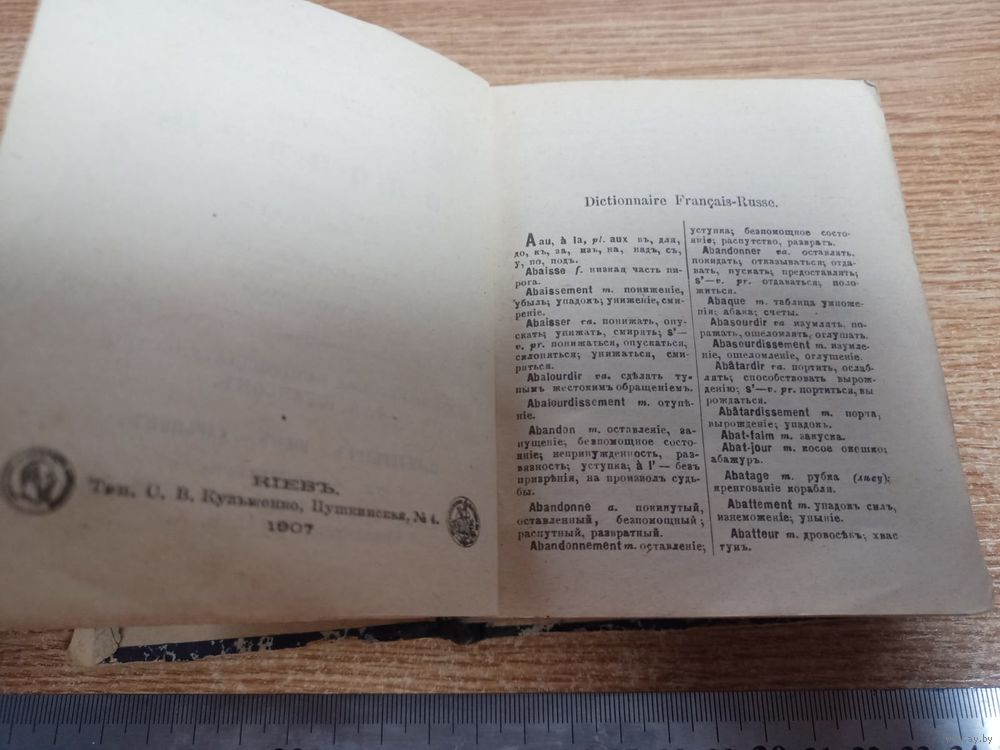 КІЕВЪ.
Тип. С. В. Кульженко, Пушкинская, № 4.
1907
Dictionnaire Français-Russe.
A au, à la, pl. aux въ, для,
до, къ, за, изъ, на, надъ, съ,
у, по, подъ.
Abaisse f. низкая часть пи-
рога.
Abaissement m. пониженіе,
убыль; упадокъ; униженіе, сми-
реніе.
Abaisser va. понижать, опу-
скать; унижать, смирять; s'—
v. pr. понижаться, опускаться,
склоняться; унижаться, сми-
риться.
Abalourdir va. сдѣлать ту-
пымъ жестокимъ обращеніемъ.
Abalourdissement m. отупѣ-
ніе.
Abandon m. оставленіе, за-
пущеніе; безпомощное состо-
яніе; непринужденность, раз-
вязность; уступка; à l'— безъ
призрѣнія, на произволъ судь-
бы.
Abandonne a. покинутый,
оставленный, безпомощный;
распутный, развратный.
Abandonnement m. оставленіе;
уступка; безпомощное состо-
яніе; распутство, развратъ.
Abandonner va. оставлять,
покидать; отказываться; отда-
вать, пускать; предоставлять;
s'—v. pr. отдаваться; поло-
житься.
Abaque m. таблица умноже-
нія; абака; счеты.
Abasourdir va изумлять, по-
ражать, ошеломлять, оглушать.
Abasourdissement m. изумле-
ніе, ошеломленіе, оглушеніе.
Abâtardir va. портить, ослаб-
лять; способствовать вырож-
денію; s'—v. pr. портиться, вы
рождаться.
Abâtardissement m. порча,
вырожденіе; упадокъ.
Abat-faim m. закуска.
Abat-jour m. косое окошко;
абажуръ.
Abatage m. рубка (лѣсу);
кренгованіе корабля.
Abattement m. упадокъ силъ,
изнеможеніе; уныніе.
Abatteur m. дровосѣкъ; хвас
тунъ.